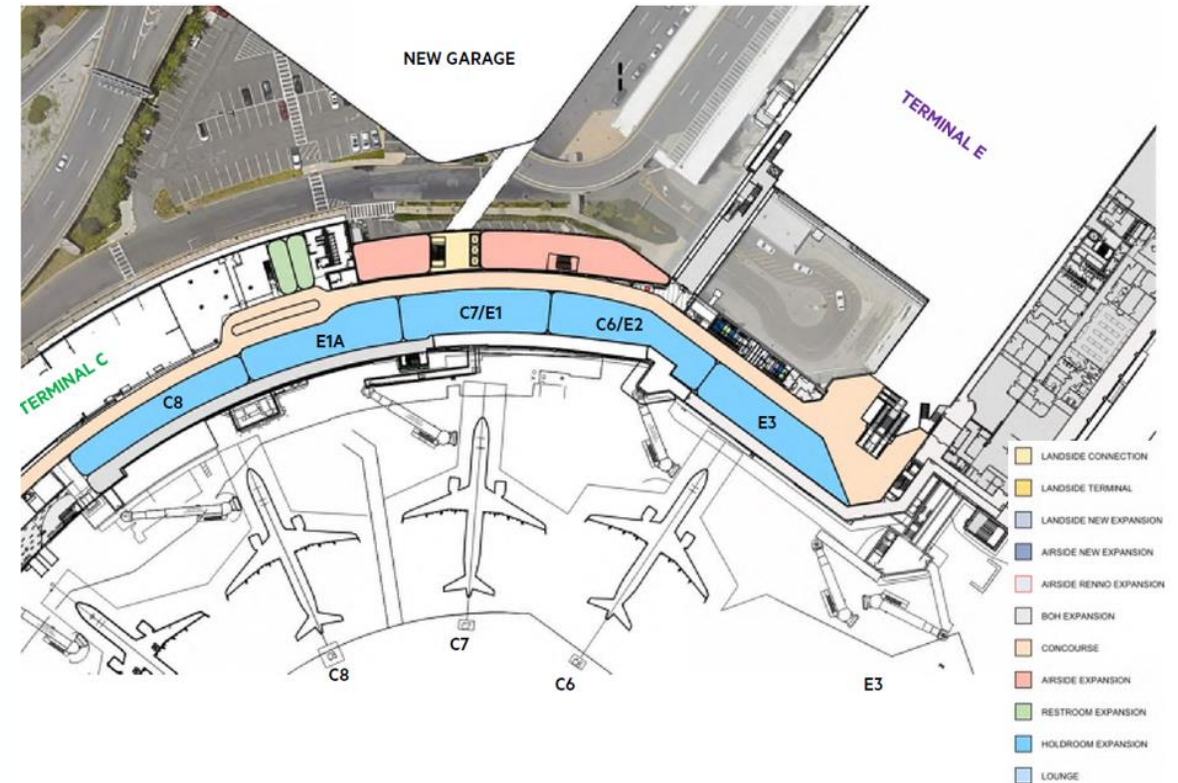 NEW GARAGE
TERMINAL E
C7/E1
C6/E2
E1A
TERMINAL C
C8
E3
LANDSIDE CONNECTION
LANDSIDE TERMINAL
LANDSIDE NEW EXPANSION
AIRSIDE NEW EXPANSION
AIRSIDE RENNO EXPANSION
BOH EXPANSION
CONCOURSE
AIRSIDE EXPANSION
RESTROOM EXPANSION
HOLDROOM EXPANSION
LOUNGE
C7
C8
C6
E3